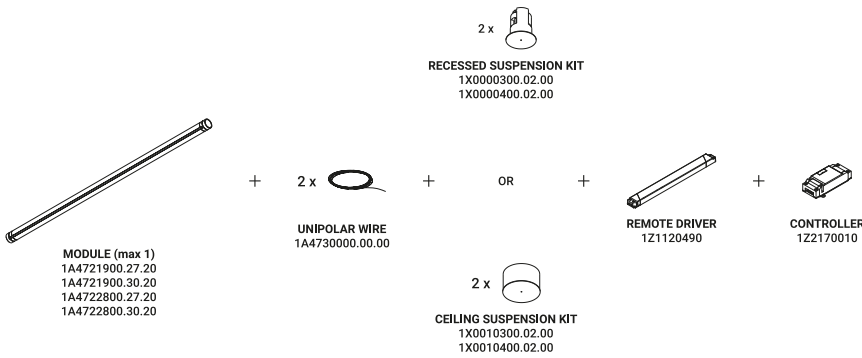 2 x
RECESSED SUSPENSION KIT
1X0000300.02.00
1X0000400.02.00
MODULE (max 1)
1A4721900.27.20
1A4721900.30.20
1A4722800.27.20
1A4722800.30.20
+
2 x
UNIPOLAR WIRE
1A4730000.00.00
+
OR
2 x
CEILING SUSPENSION KIT
1X0010300.02.00
1X0010400.02.00
+
REMOTE DRIVER
1Z1120490
+
CONTROLLER
1Z2170010